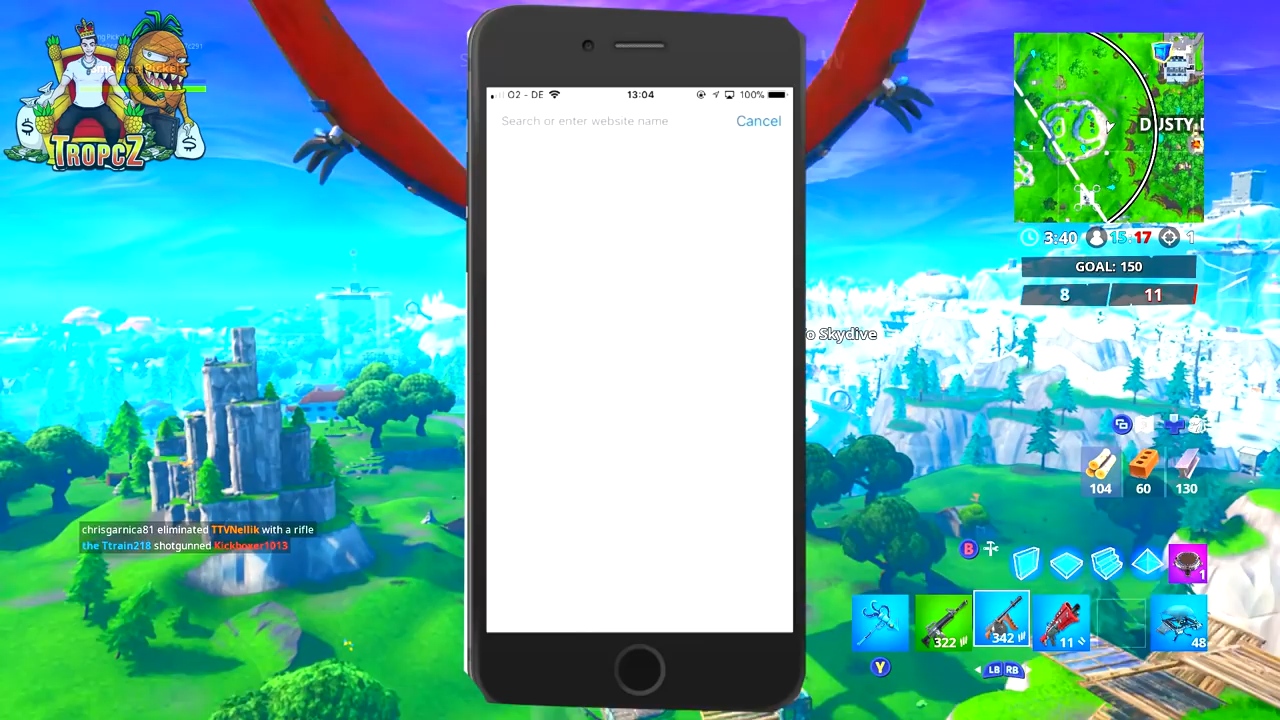 TROPCZ
O2 - DE
13:04
100%
Search or enter website name
Cancel
DUSTY
3:40
15 17
1
GOAL: 150
8 11
To Skydive
104 60 130
chrisgarnica81 eliminated TTVNellik with a rifle
the Ttrain218 shotgunned Kickboxer1013
B
1
322 342 11 48
Y
LB RB